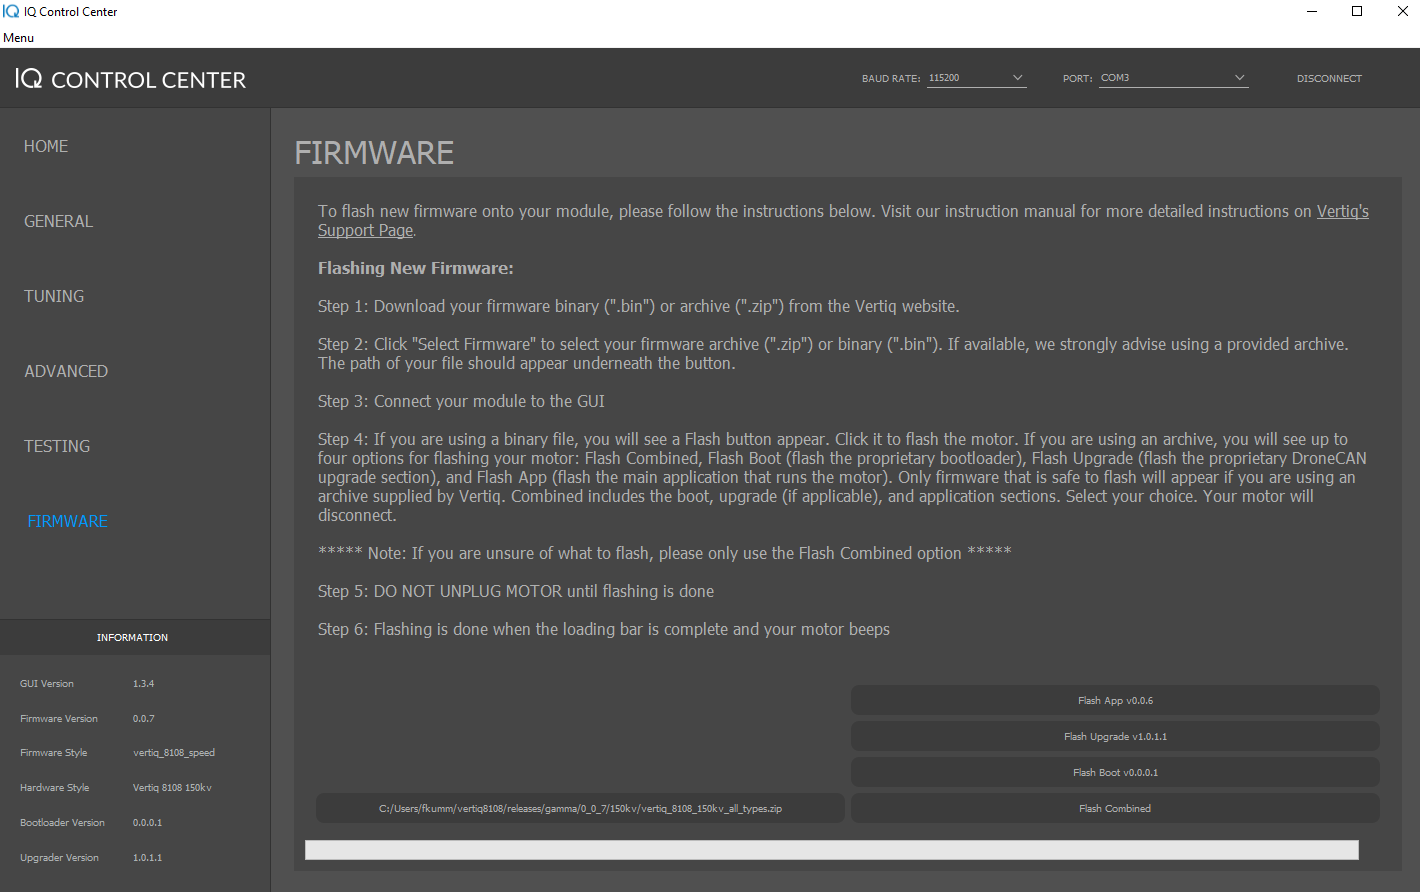 IQ Control Center
Menu
IQ CONTROL CENTER
BAUD RATE: 115200
PORT: COM3
DISCONNECT
HOME
GENERAL
TUNING
ADVANCED
TESTING
FIRMWARE
INFORMATION
GUI Version 1.3.4
Firmware Version 0.0.7
Firmware Style vertiq_8108_speed
Hardware Style Vertiq 8108 150kv
Bootloader Version 0.0.0.1
Upgrader Version 1.0.1.1
FIRMWARE
To flash new firmware onto your module, please follow the instructions below. Visit our instruction manual for more detailed instructions on Vertiq's
Support Page.
Flashing New Firmware:
Step 1: Download your firmware binary (".bin") or archive (".zip") from the Vertiq website.
Step 2: Click "Select Firmware" to select your firmware archive (".zip") or binary (".bin"). If available, we strongly advise using a provided archive.
The path of your file should appear underneath the button.
Step 3: Connect your module to the GUI
Step 4: If you are using a binary file, you will see a Flash button appear. Click it to flash the motor. If you are using an archive, you will see up to
four options for flashing your motor: Flash Combined, Flash Boot (flash the proprietary bootloader), Flash Upgrade (flash the proprietary DroneCAN
upgrade section), and Flash App (flash the main application that runs the motor). Only firmware that is safe to flash will appear if you are using an
archive supplied by Vertiq. Combined includes the boot, upgrade (if applicable), and application sections. Select your choice. Your motor will
disconnect.
***** Note: If you are unsure of what to flash, please only use the Flash Combined option *****
Step 5: DO NOT UNPLUG MOTOR until flashing is done
Step 6: Flashing is done when the loading bar is complete and your motor beeps
Flash App v0.0.6
Flash Upgrade v1.0.1.1
Flash Boot v0.0.0.1
C:/Users/fkumm/vertiq8108/releases/gamma/0_0_7/150kv/vertiq_8108_150kv_all_types.zip
Flash Combined